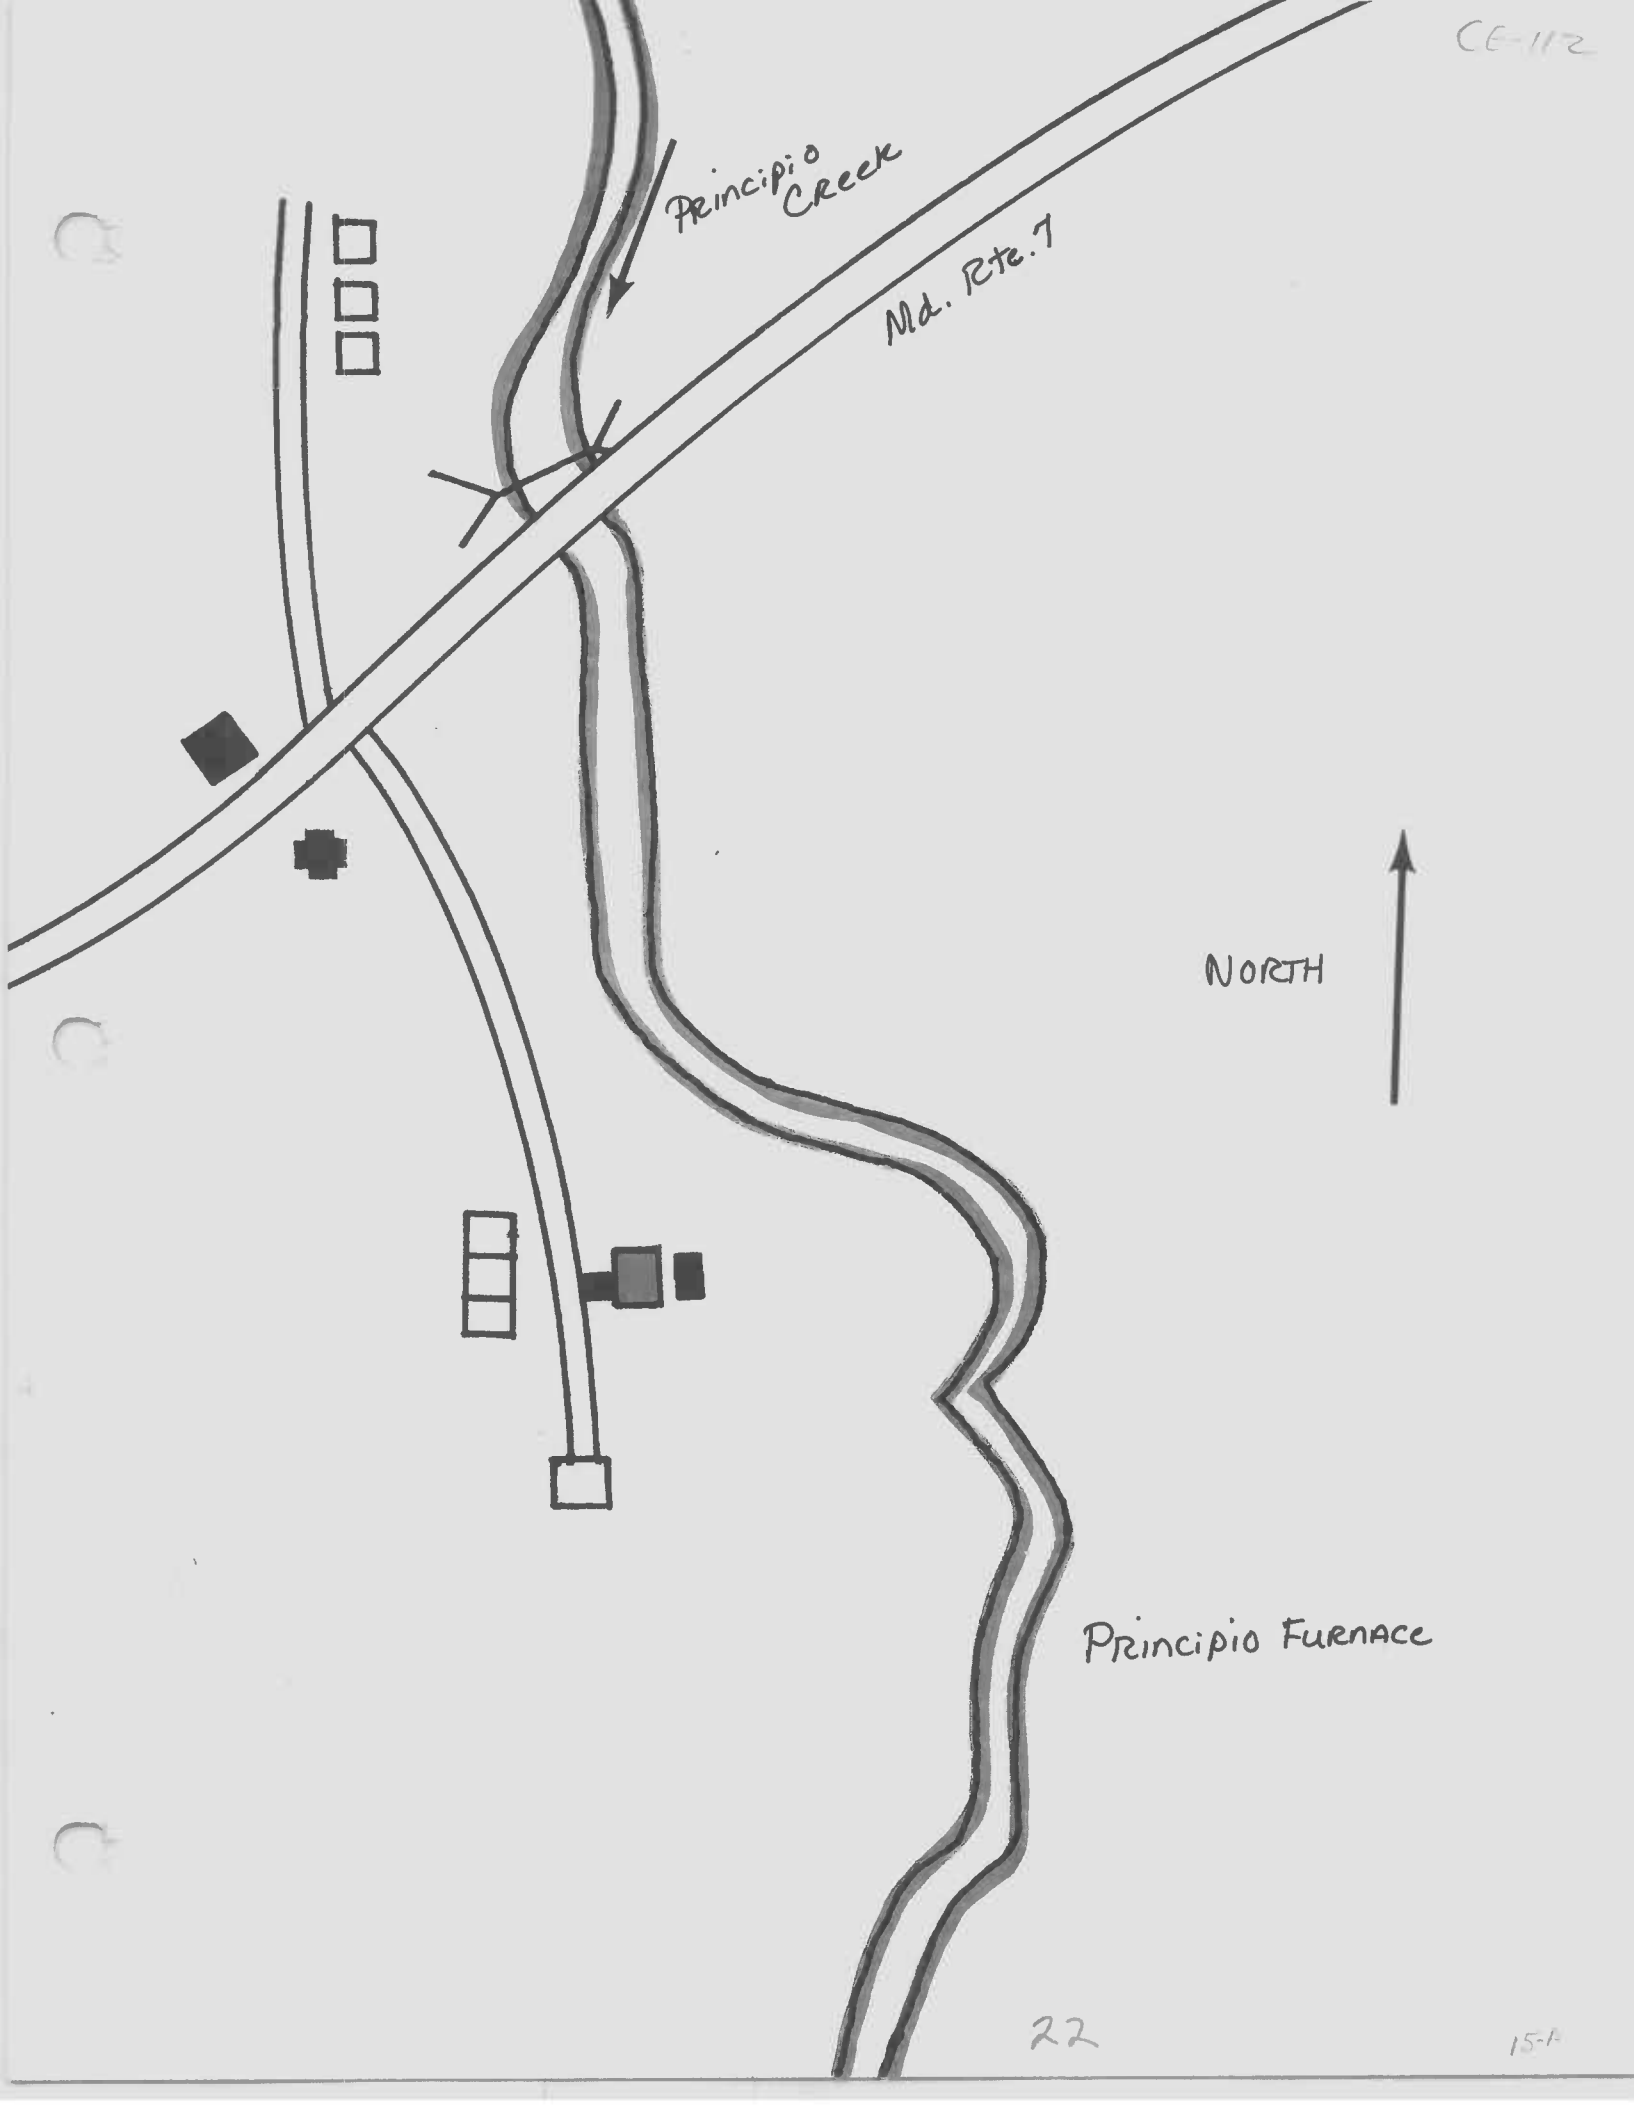 CE-112
Principio
Creek
Md. Rte. 7
NORTH
Principio Furnace
22
15-A